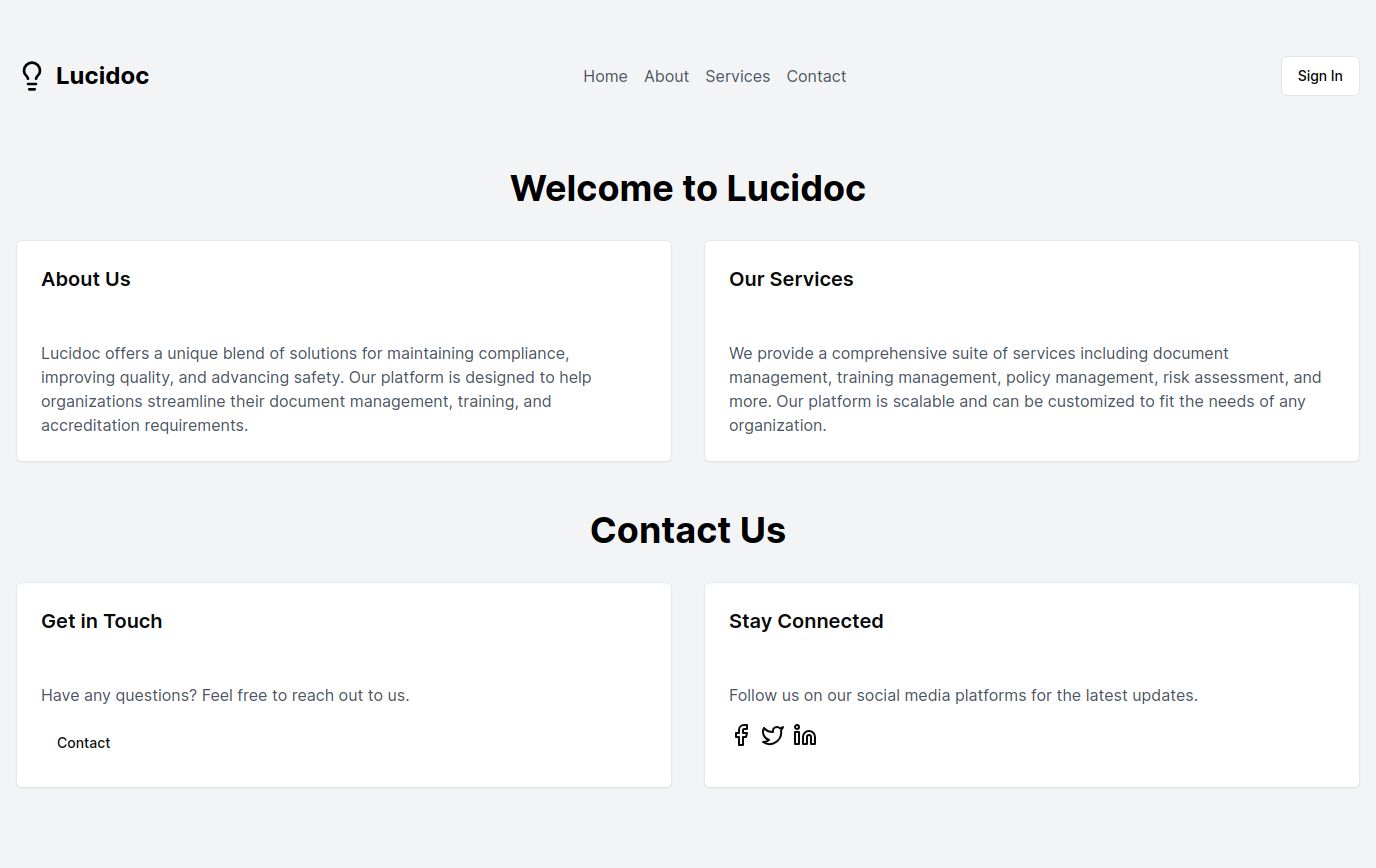 Lucidoc
Home About Services Contact
Sign In
Welcome to Lucidoc
About Us
Lucidoc offers a unique blend of solutions for maintaining compliance,
improving quality, and advancing safety. Our platform is designed to help
organizations streamline their document management, training, and
accreditation requirements.
Our Services
We provide a comprehensive suite of services including document
management, training management, policy management, risk assessment, and
more. Our platform is scalable and can be customized to fit the needs of any
organization.
Contact Us
Get in Touch
Have any questions? Feel free to reach out to us.
Contact
Stay Connected
Follow us on our social media platforms for the latest updates.